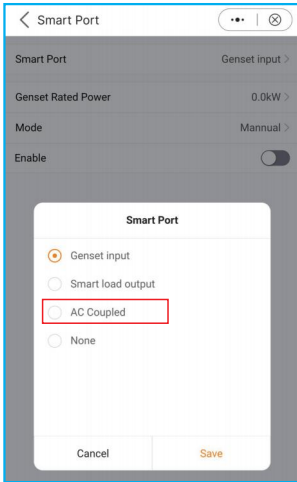 Smart Port
Smart Port Genset input >
Genset Rated Power 0.0kW >
Mode Mannual >
Enable
Smart Port
Genset input
Smart load output
AC Coupled
None
Cancel Save